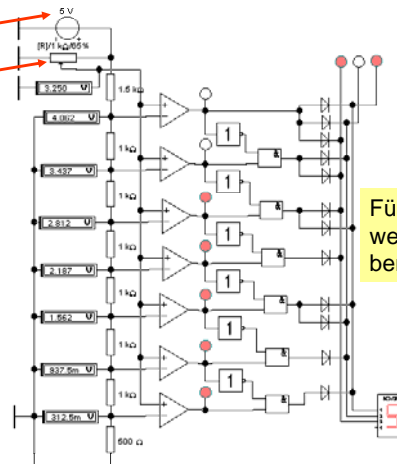 5 V
[R]/1 kΩ/65%
3.250 V
1.5 kΩ
4.062 V
1 kΩ
1
3.437 V
1 kΩ
1
Fü
we
ber
2.812 V
1 kΩ
1
2.187 V
1 kΩ
1
1.562 V
1 kΩ
1
937.5m V
1 kΩ
1
312.5m V
500 Ω